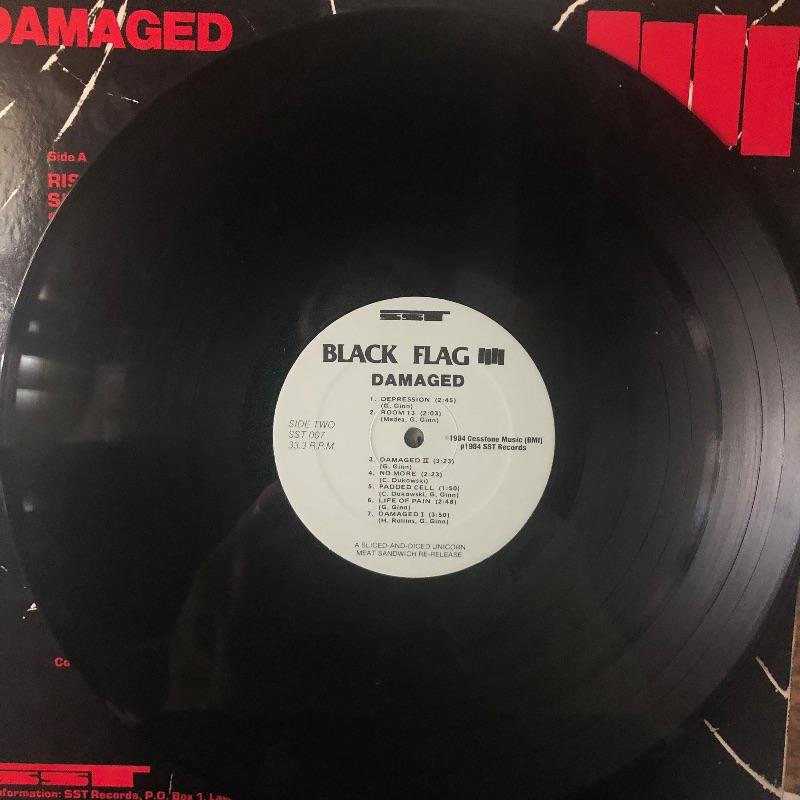 DAMAGED
Side A
RIS
SST
BLACK FLAG
DAMAGED
1. DEPRESSION (2:45)
(G. Ginn)
2. ROOM 13 (2:03)
(Medea, G. Ginn)
SIDE TWO
SST 007
33.3 R.P.M
©1984 Cesstone Music (BMI)
℗1984 SST Records
3. DAMAGED II (3:23)
(G. Ginn)
4. NO MORE (2:23)
(C. Dukowski)
5. PADDED CELL (1:50)
(C. Dukowski, G. Ginn)
6. LIFE OF PAIN (2:48)
(G. Ginn)
7. DAMAGED I (3:50)
(H. Rollins, G. Ginn)
A SLICED-AND-DICED UNICORN
MEAT SANDWICH RE-RELEASE
Co
SST
nformation: SST Records, P.O. Box 1, Law